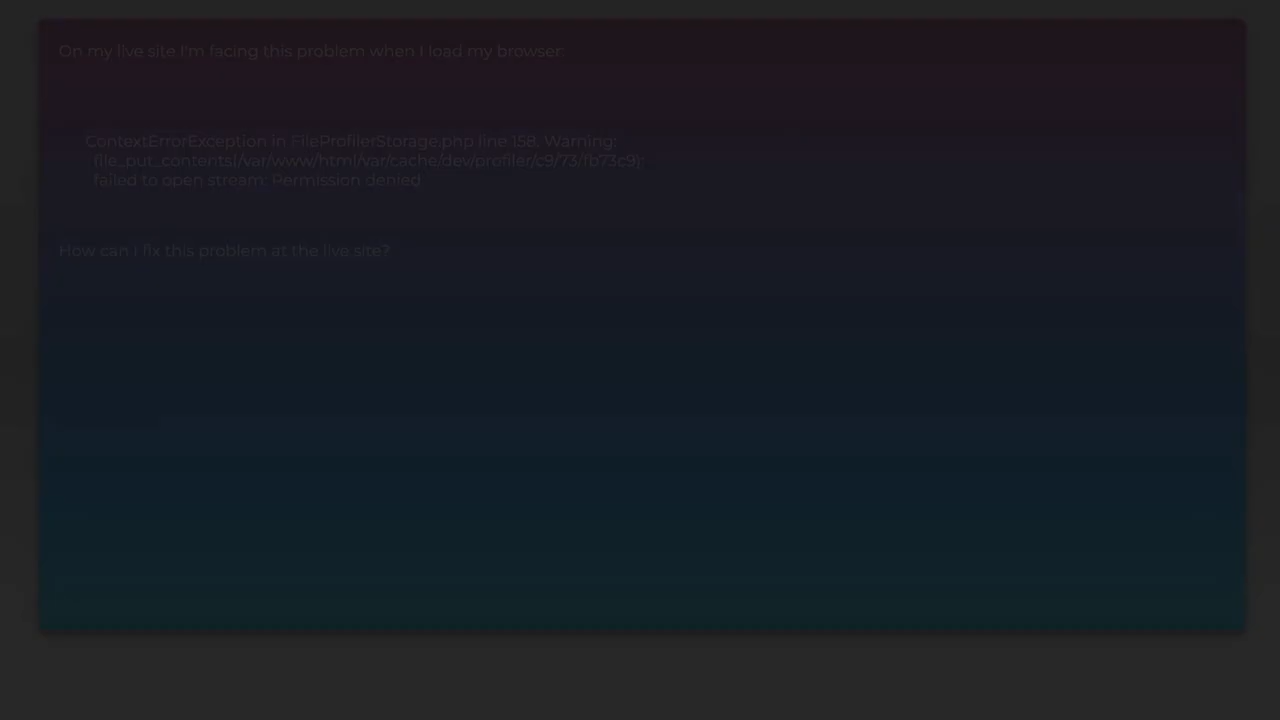 On my live site I'm facing this problem when I load my browser:
ContextErrorException in FileProfilerStorage.php line 158: Warning:
file_put_contents(/var/www/html/var/cache/dev/profiler/c9/73/fb73c9):
failed to open stream: Permission denied
How can I fix this problem at the live site?